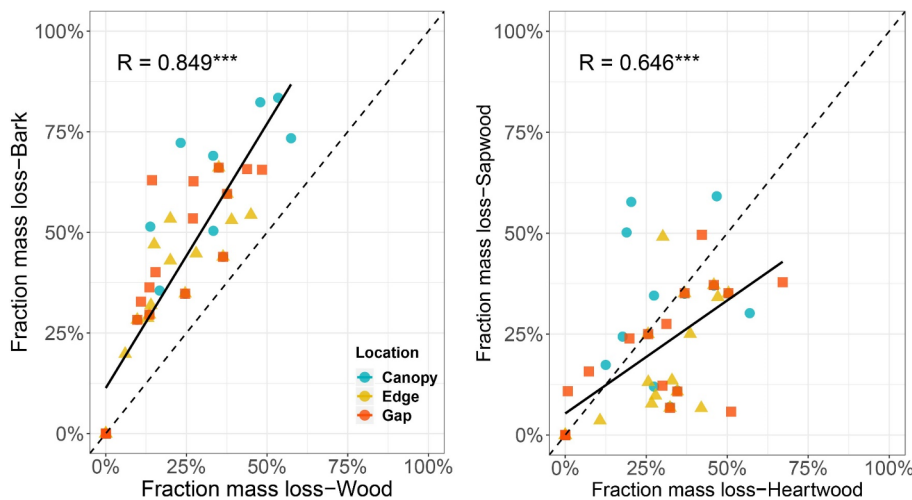 Fraction mass loss–Bark
100%
75%
50%
25%
0%
R = 0.849***
Location
Canopy
Edge
Gap
0%
25%
50%
75%
100%
Fraction mass loss–Wood
Fraction mass loss–Sapwood
100%
75%
50%
25%
0%
R = 0.646***
0%
25%
50%
75%
100%
Fraction mass loss–Heartwood